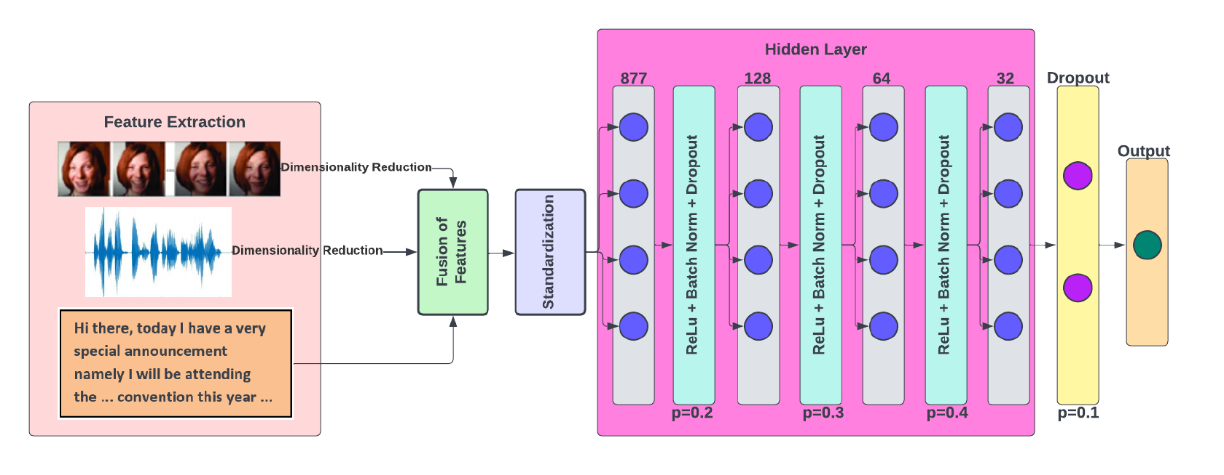 Feature Extraction
Dimensionality Reduction
Dimensionality Reduction
Hi there, today I have a very
special announcement
namely I will be attending
the ... convention this year ...
Fusion of
Features
Standardization
Hidden Layer
877
128
64
32
ReLu + Batch Norm + Dropout
ReLu + Batch Norm + Dropout
ReLu + Batch Norm + Dropout
p=0.2
p=0.3
p=0.4
Dropout
p=0.1
Output